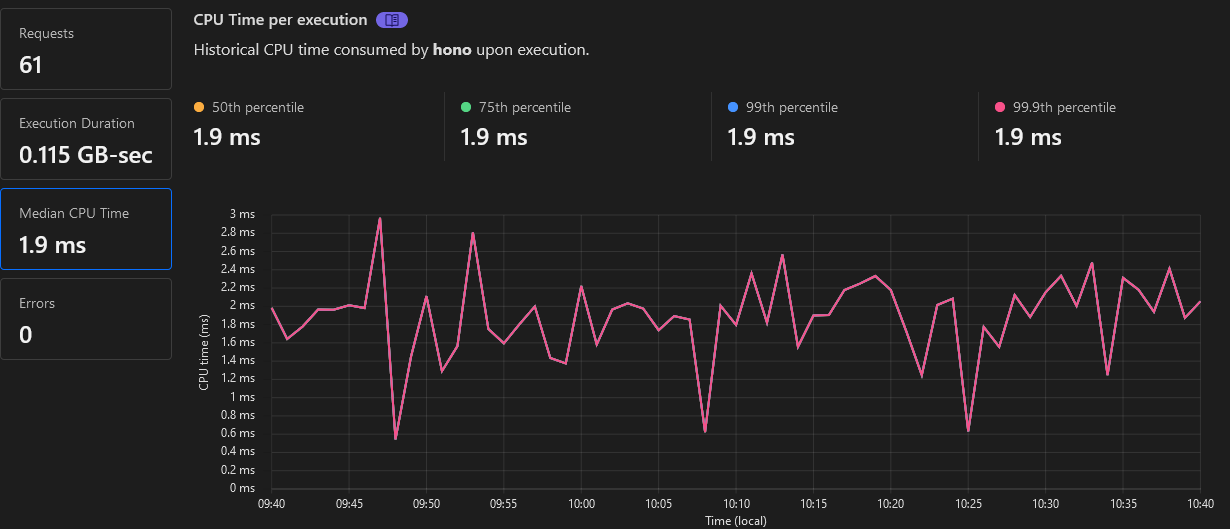 Requests
61
Execution Duration
0.115 GB-sec
Median CPU Time
1.9 ms
Errors
0
CPU Time per execution
Historical CPU time consumed by hono upon execution.
50th percentile
1.9 ms
75th percentile
1.9 ms
99th percentile
1.9 ms
99.9th percentile
1.9 ms
CPU time (ms)
3 ms
2.8 ms
2.6 ms
2.4 ms
2.2 ms
2 ms
1.8 ms
1.6 ms
1.4 ms
1.2 ms
1 ms
0.8 ms
0.6 ms
0.4 ms
0.2 ms
0 ms
09:40 09:45 09:50 09:55 10:00 10:05 10:10 10:15 10:20 10:25 10:30 10:35 10:40
Time (local)